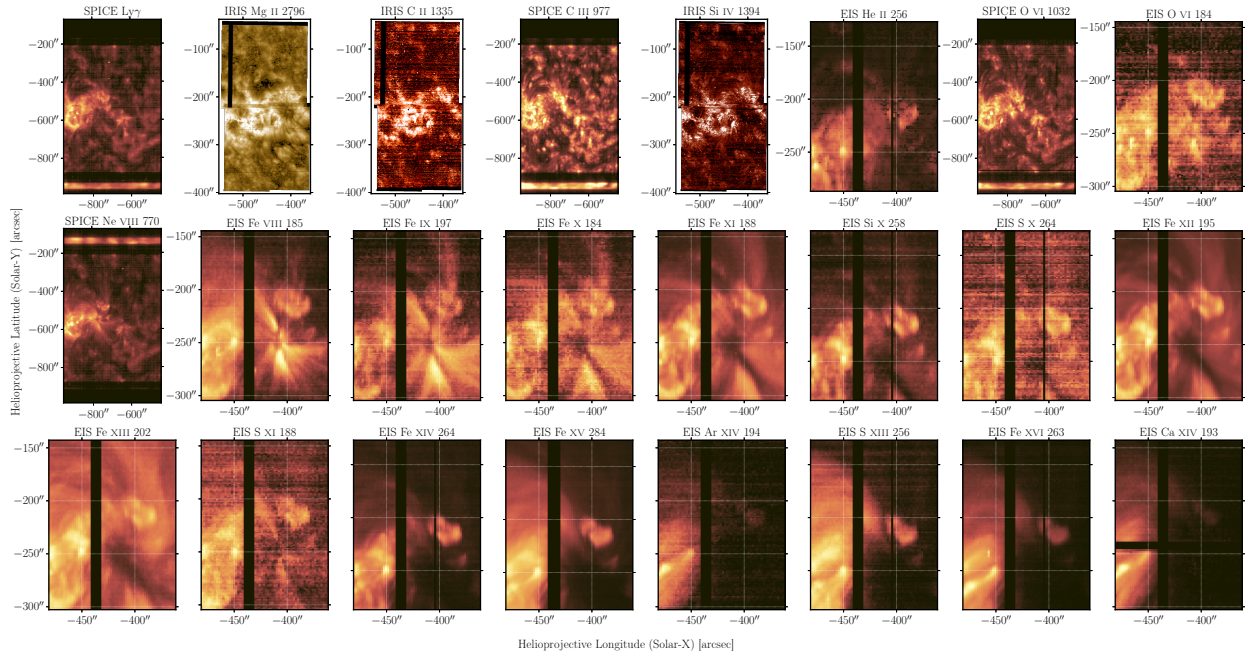 SPICE Lyγ
IRIS Mg II 2796
IRIS C II 1335
SPICE C III 977
IRIS Si IV 1394
EIS He II 256
SPICE O VI 1032
EIS O VI 184
−200″ −400″ −600″ −800″
−800″ −600″
−100″ −200″ −300″ −400″
−500″ −400″
−100″ −200″ −300″ −400″
−500″ −400″
−200″ −400″ −600″ −800″
−800″ −600″
−100″ −200″ −300″ −400″
−500″ −400″
−150″ −200″ −250″
−450″ −400″
−200″ −400″ −600″ −800″
−800″ −600″
−150″ −200″ −250″ −300″
−450″ −400″
SPICE Ne VIII 770
EIS Fe VIII 185
EIS Fe IX 197
EIS Fe X 184
EIS Fe XI 188
EIS Si X 258
EIS S X 264
EIS Fe XII 195
−200″ −400″ −600″ −800″
−800″ −600″
−150″ −200″ −250″ −300″
−450″ −400″
−450″ −400″
−450″ −400″
−450″ −400″
−450″ −400″
−450″ −400″
−450″ −400″
EIS Fe XIII 202
EIS S XI 188
EIS Fe XIV 264
EIS Fe XV 284
EIS Ar XIV 194
EIS S XIII 256
EIS Fe XVI 263
EIS Ca XIV 193
−150″ −200″ −250″ −300″
−450″ −400″
−450″ −400″
−450″ −400″
−450″ −400″
−450″ −400″
−450″ −400″
−450″ −400″
−450″ −400″
Helioprojective Latitude (Solar-Y) [arcsec]
Helioprojective Longitude (Solar-X) [arcsec]